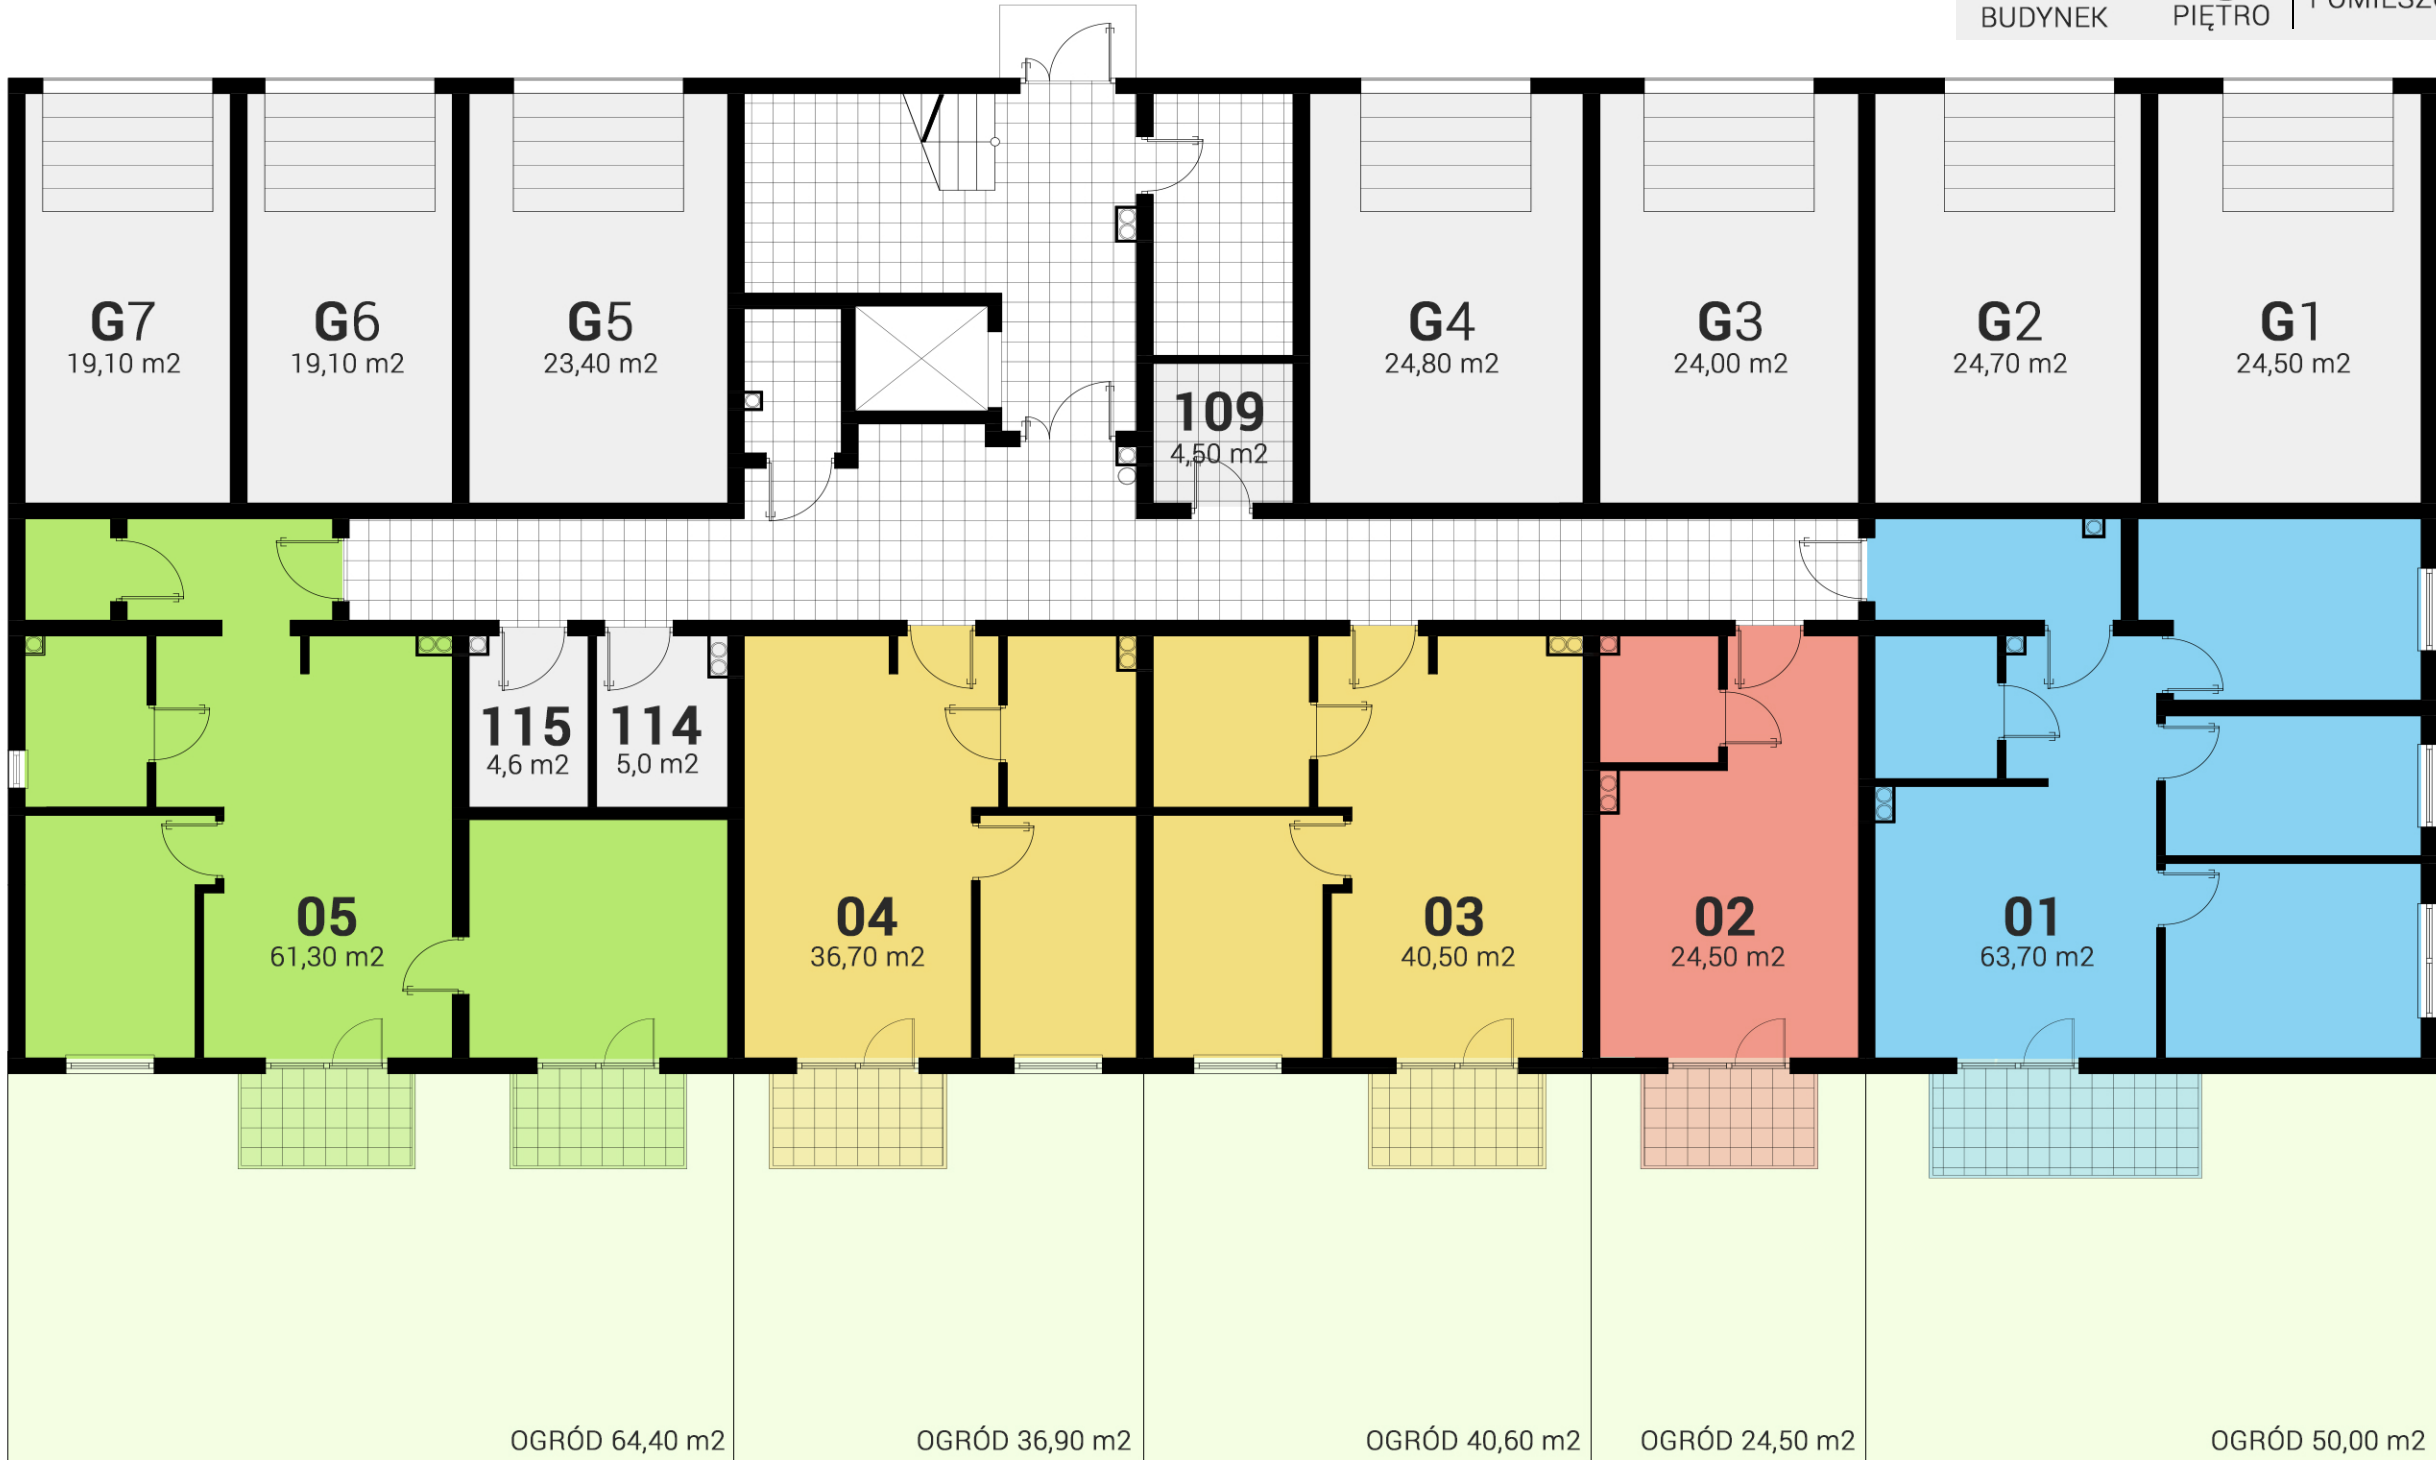 BUDYNEK
PIĘTRO
G7
19,10 m2
G6
19,10 m2
G5
23,40 m2
G4
24,80 m2
G3
24,00 m2
G2
24,70 m2
G1
24,50 m2
109
4,50 m2
115
4,6 m2
114
5,0 m2
05
61,30 m2
04
36,70 m2
03
40,50 m2
02
24,50 m2
01
63,70 m2
OGRÓD 64,40 m2
OGRÓD 36,90 m2
OGRÓD 40,60 m2
OGRÓD 24,50 m2
OGRÓD 50,00 m2